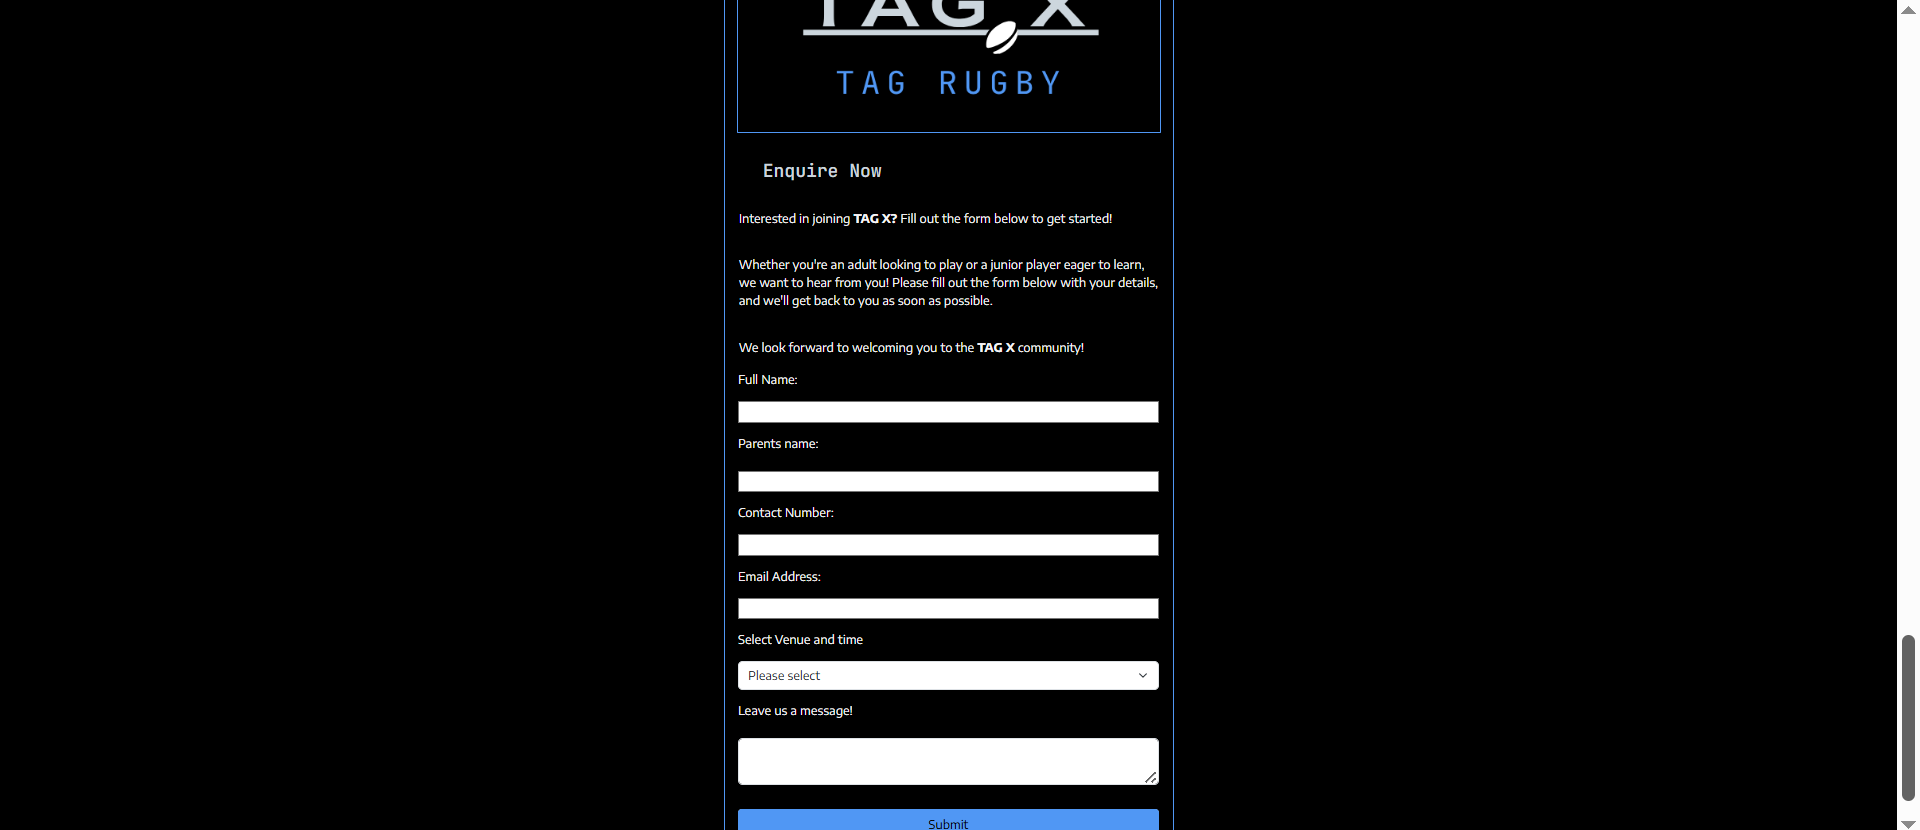 TAG X
TAG RUGBY
Enquire Now
Interested in joining TAG X? Fill out the form below to get started!
Whether you're an adult looking to play or a junior player eager to learn,
we want to hear from you! Please fill out the form below with your details,
and we'll get back to you as soon as possible.
We look forward to welcoming you to the TAG X community!
Full Name:
Parents name:
Contact Number:
Email Address:
Select Venue and time
Please select
Leave us a message!
Submit